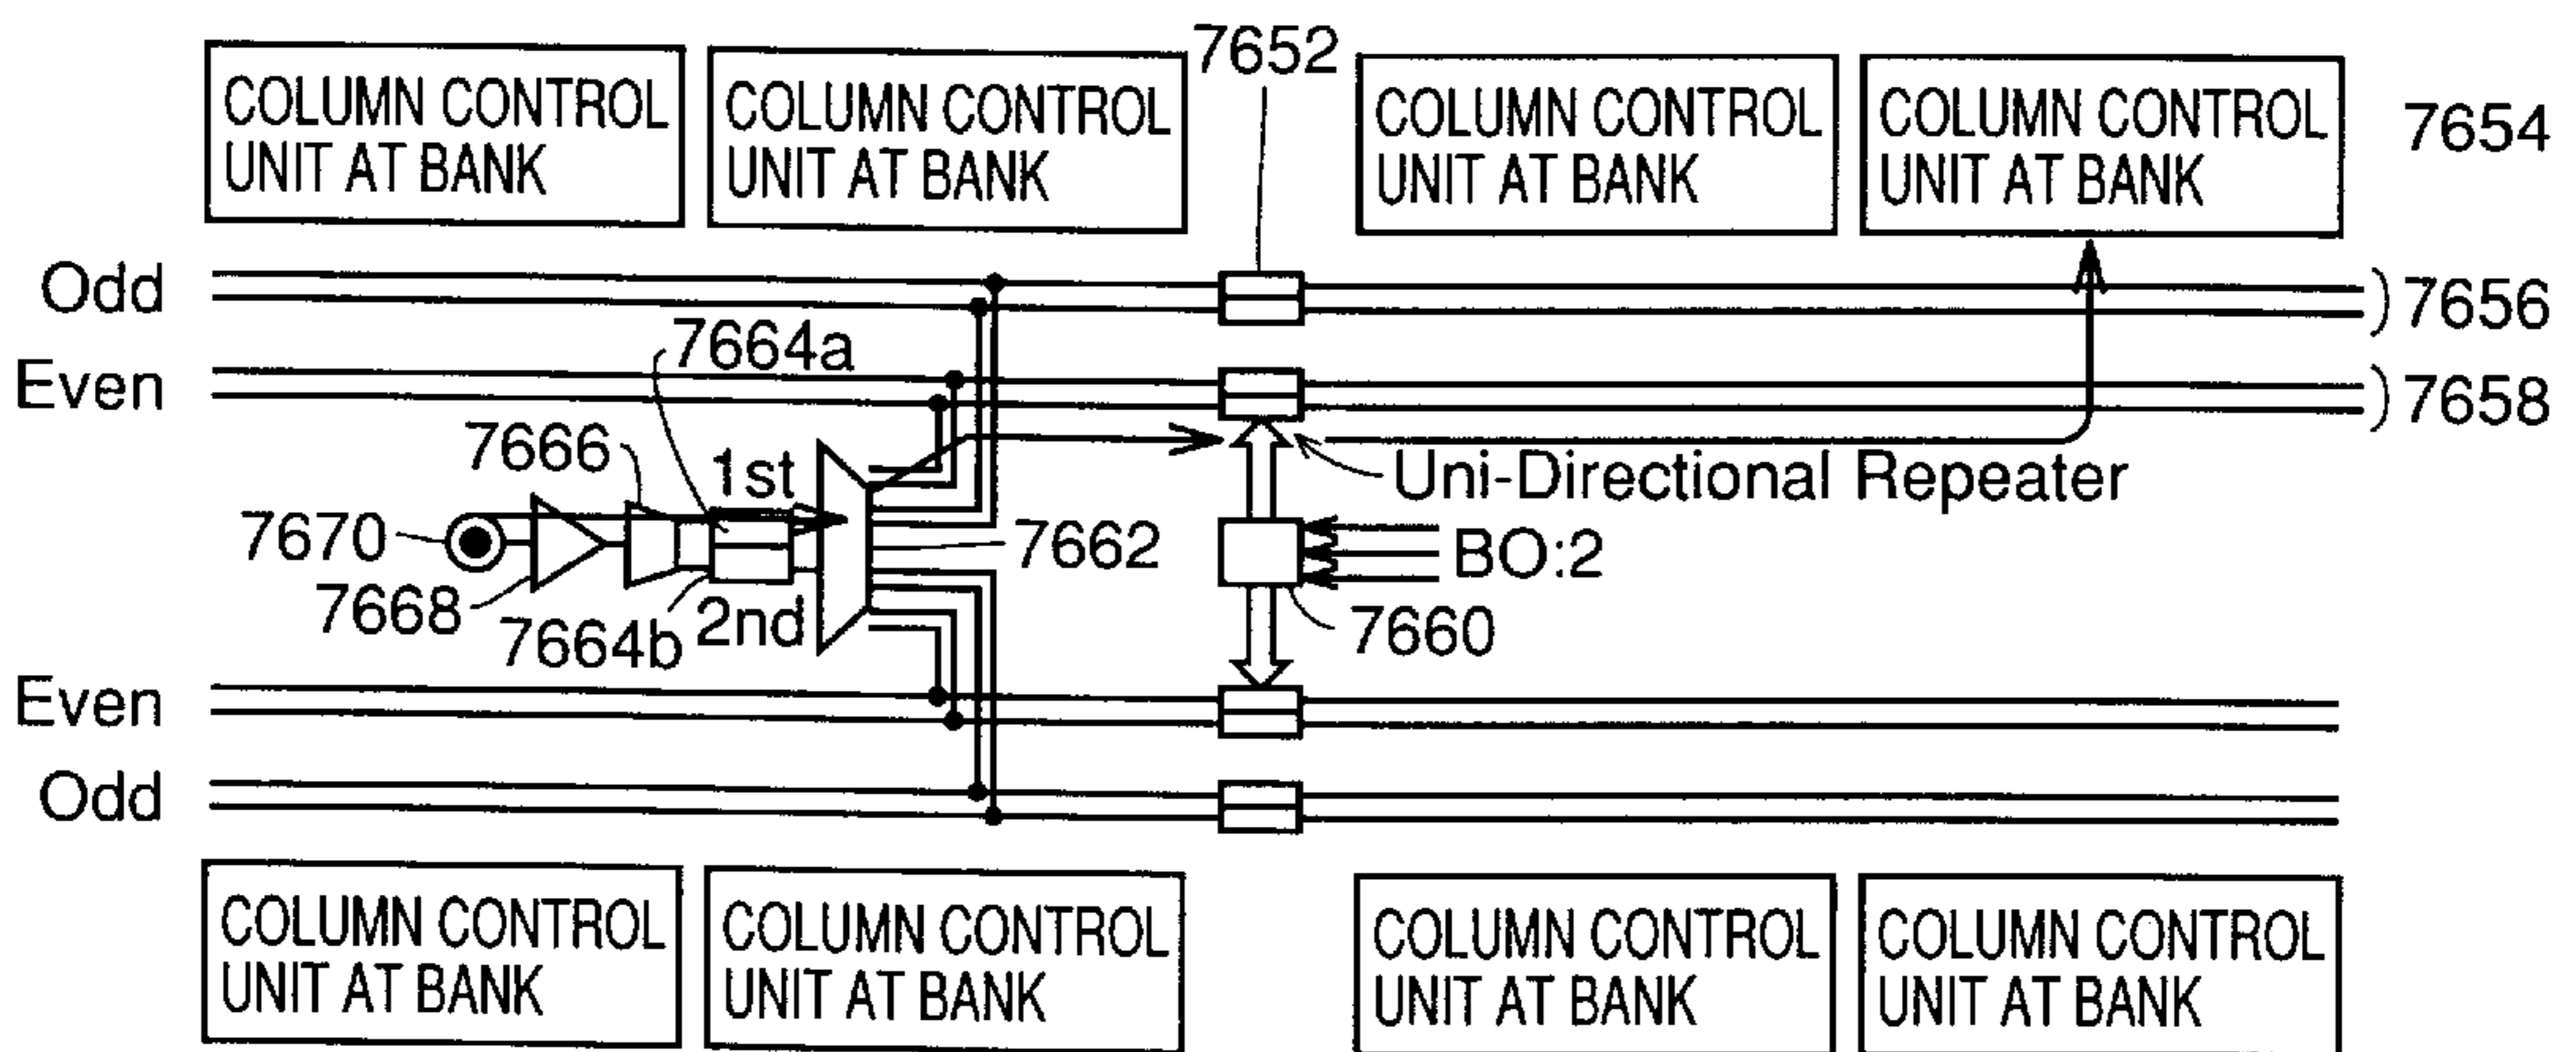 7652
COLUMN CONTROL
UNIT AT BANK
COLUMN CONTROL
UNIT AT BANK
COLUMN CONTROL
UNIT AT BANK
COLUMN CONTROL
UNIT AT BANK
7654
Odd
7656
7664a
Even
7658
7666
1st
Uni-Directional Repeater
7670
7662
BO:2
7668
7664b
2nd
7660
Even
Odd
COLUMN CONTROL
UNIT AT BANK
COLUMN CONTROL
UNIT AT BANK
COLUMN CONTROL
UNIT AT BANK
COLUMN CONTROL
UNIT AT BANK